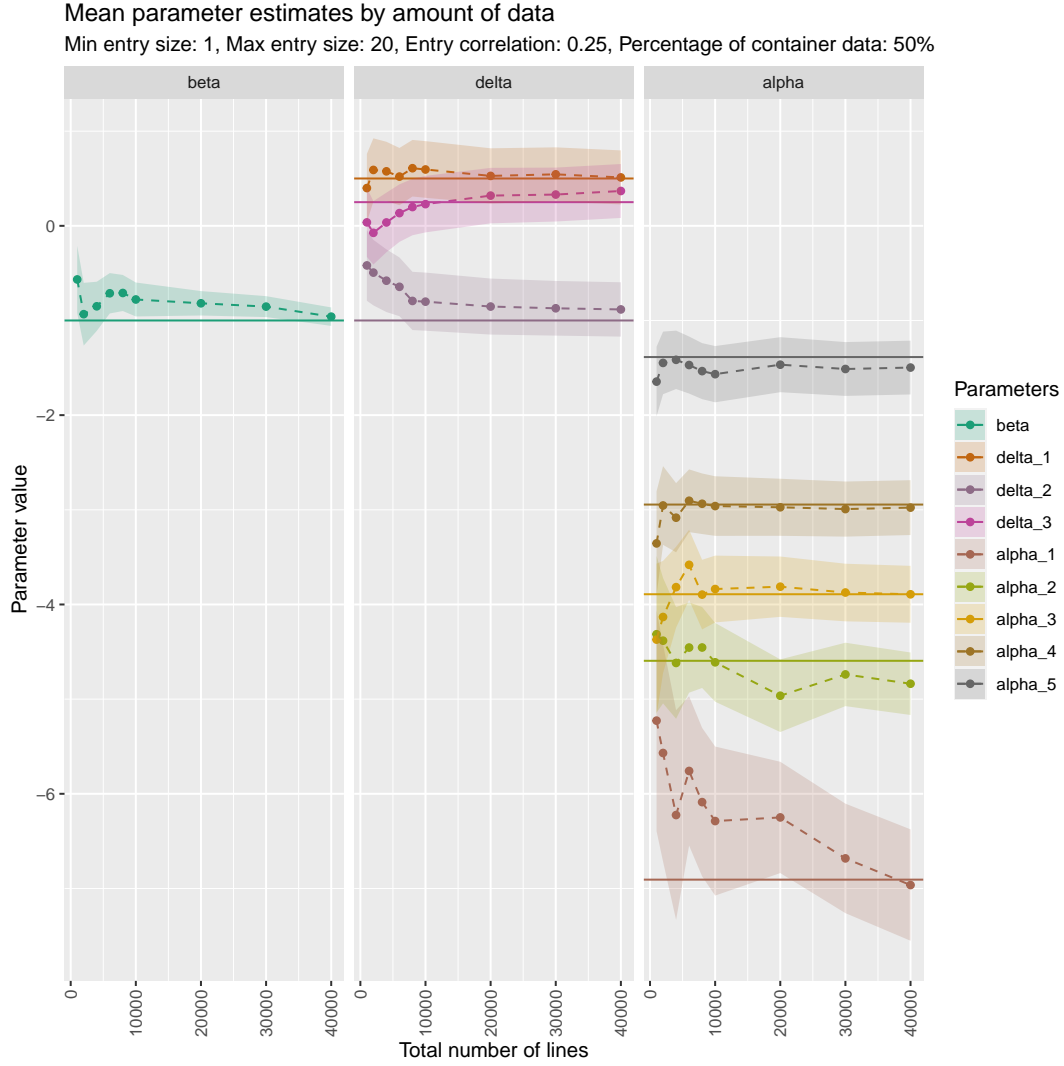 Mean parameter estimates by amount of data
Min entry size: 1, Max entry size: 20, Entry correlation: 0.25, Percentage of container data: 50%
beta
delta
alpha
Parameter value
0
−2
−4
−6
0
10000
20000
30000
40000
0
10000
20000
30000
40000
0
10000
20000
30000
40000
Total number of lines
Parameters
beta
delta_1
delta_2
delta_3
alpha_1
alpha_2
alpha_3
alpha_4
alpha_5